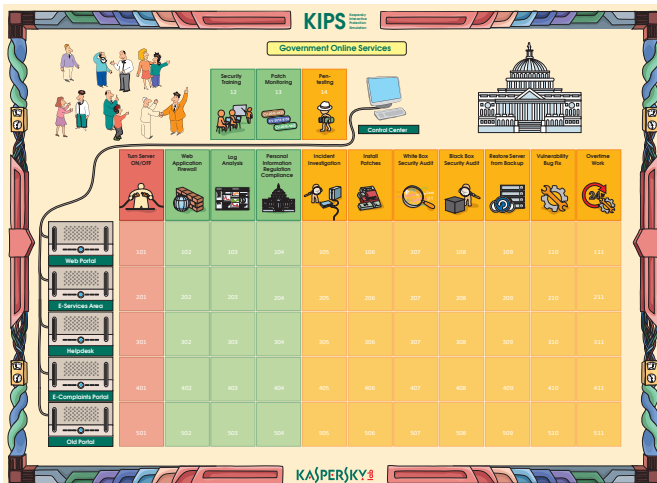 KIPS
Kaspersky
Interactive
Protection
Simulation
Government Online Services
Security
Training
12
Patch
Monitoring
13
Pen-
testing
14
Control Center
Turn Server
ON/OFF
Web
Application
Firewall
Log
Analysis
Personal
Information
Regulation
Compliance
Incident
Investigation
Install
Patches
White Box
Security Audit
Black Box
Security Audit
Restore Server
from Backup
Vulnerability
Bug Fix
Overtime
Work
24
Web Portal
101 102 103 104 105 106 107 108 109 110 111
E-Services Area
201 202 203 204 205 206 207 208 209 210 211
Helpdesk
301 302 303 304 305 306 307 308 309 310 311
E-Complaints Portal
401 402 403 404 405 406 407 408 409 410 411
Old Portal
501 502 503 504 505 506 507 508 509 510 511
KASPERSKY lab